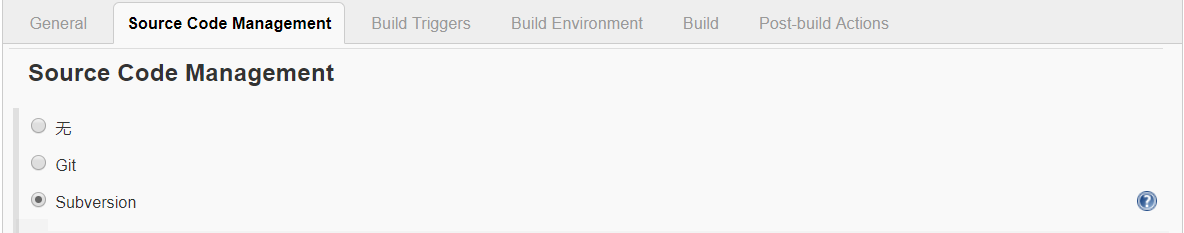 General Source Code Management Build Triggers Build Environment Build Post-build Actions
Source Code Management
无
Git
Subversion
?